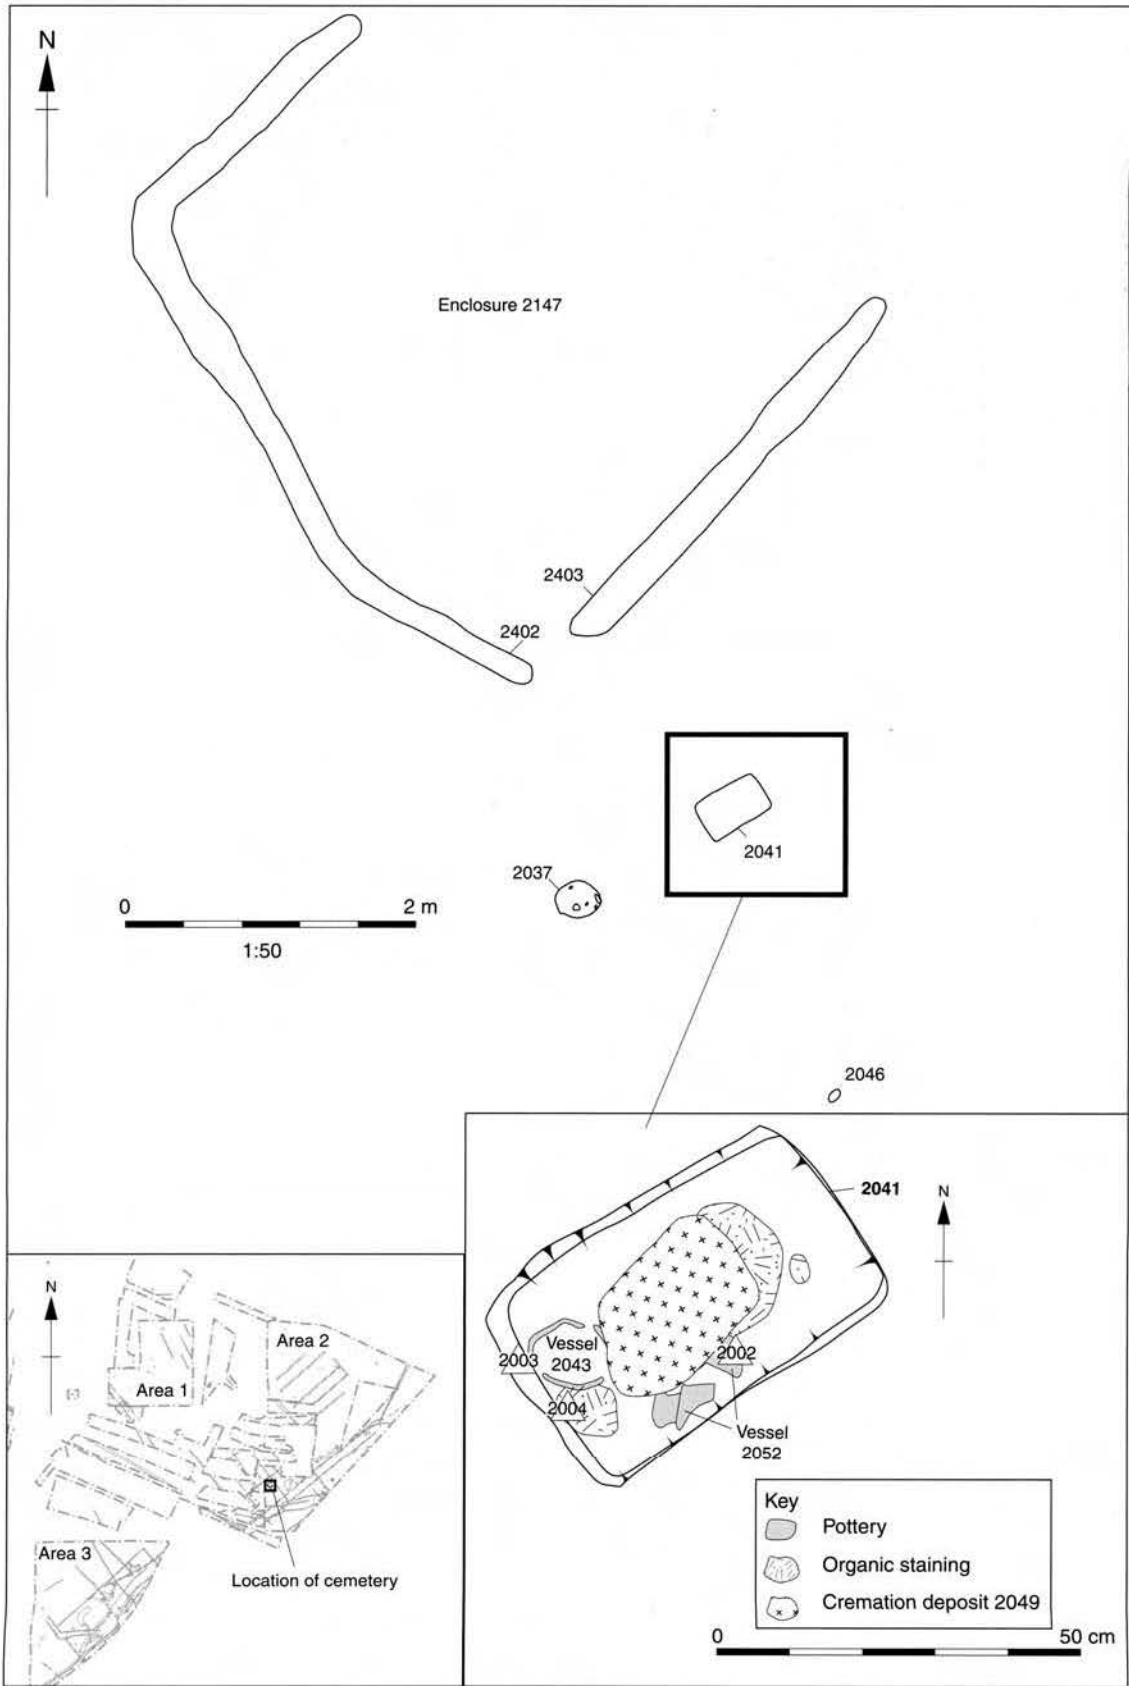 N
Enclosure 2147
2403
2402
2041
2037
0 2 m
1:50
2046
2041
N
Vessel
2043
2003
2002
2004
Vessel
2052
Key
Pottery
Organic staining
Cremation deposit 2049
0 50 cm
N
Area 2
Area 1
Area 3
Location of cemetery